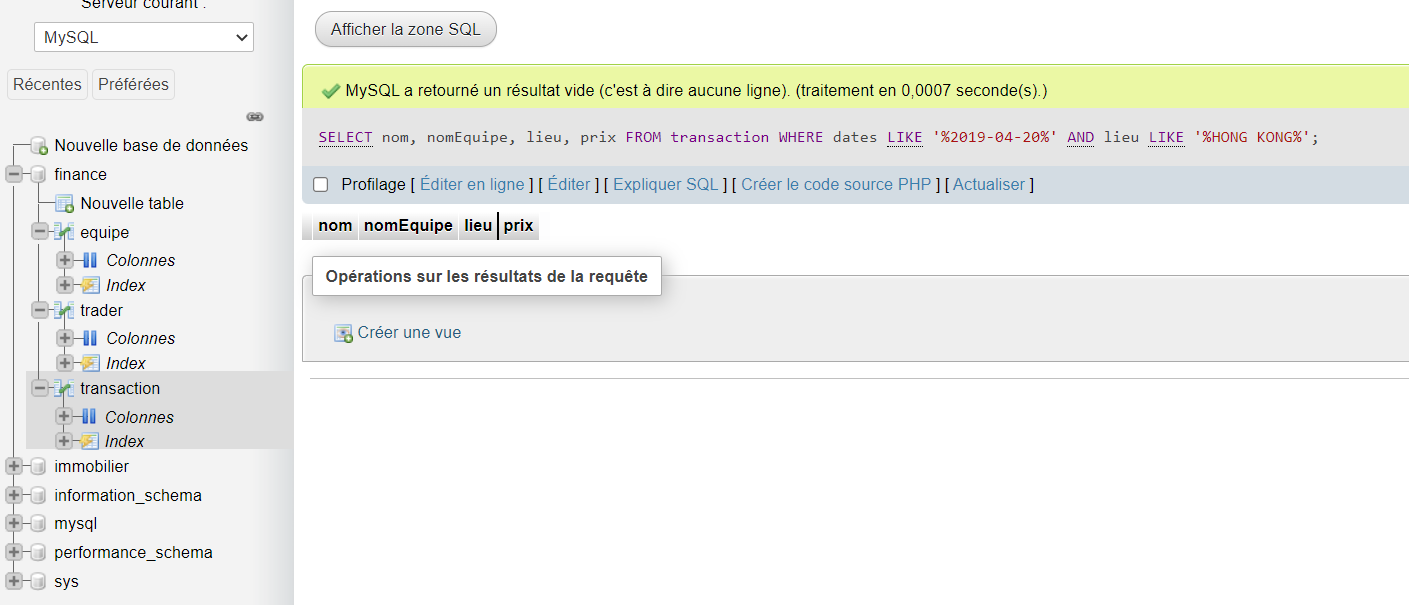 Serveur courant :
MySQL
Récentes
Préférées
Nouvelle base de données
finance
Nouvelle table
equipe
Colonnes
Index
trader
Colonnes
Index
transaction
Colonnes
Index
immobilier
information_schema
mysql
performance_schema
sys
Afficher la zone SQL
MySQL a retourné un résultat vide (c'est à dire aucune ligne). (traitement en 0,0007 seconde(s).)
SELECT nom, nomEquipe, lieu, prix FROM transaction WHERE dates LIKE '%2019-04-20%' AND lieu LIKE '%HONG KONG%';
Profilage [ Éditer en ligne ] [ Éditer ] [ Expliquer SQL ] [ Créer le code source PHP ] [ Actualiser ]
nom nomEquipe lieu prix
Opérations sur les résultats de la requête
Créer une vue